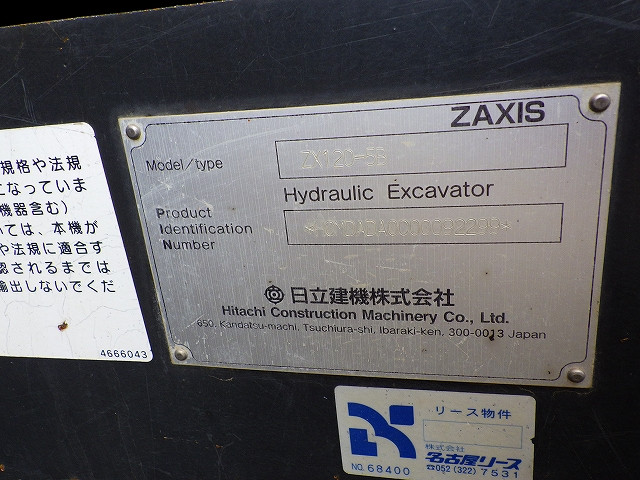 規格や法規
になっていま
機器含む)
いては、本機が
や法規に適合す
認されるまでは
輸出しないでくだ
4666043
ZAXIS
Model/type
Hydraulic Excavator
Product
Identification
Number
日立建機株式会社
Hitachi Construction Machinery Co., Ltd.
650, Kandatsu-machi, Tsuchiura-shi, Ibaraki-ken, 300-0013 Japan
リース物件
株式会社
名古屋リース
NO.68400
☎052(322)7531